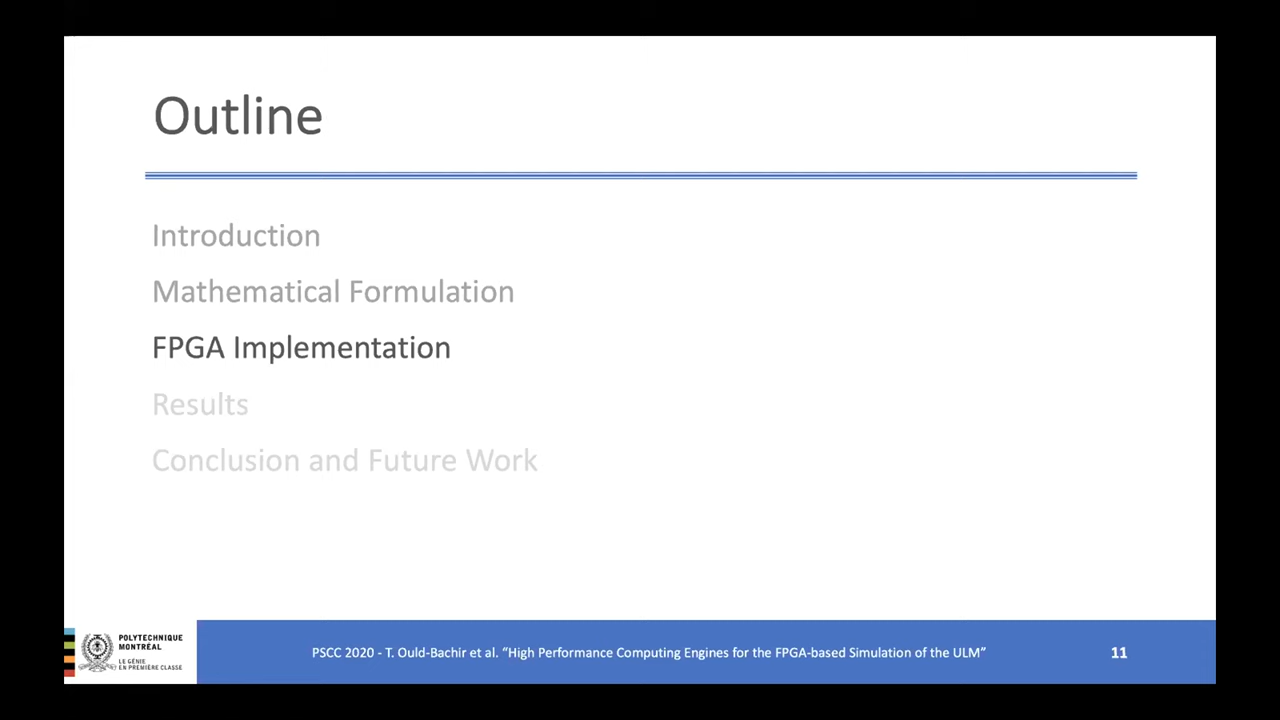 Outline
Introduction
Mathematical Formulation
FPGA Implementation
Results
Conclusion and Future Work
POLYTECHNIQUE
MONTRÉAL
LE GÉNIE
EN PREMIÈRE CLASSE
PSCC 2020 - T. Ould-Bachir et al. “High Performance Computing Engines for the FPGA-based Simulation of the ULM”
11